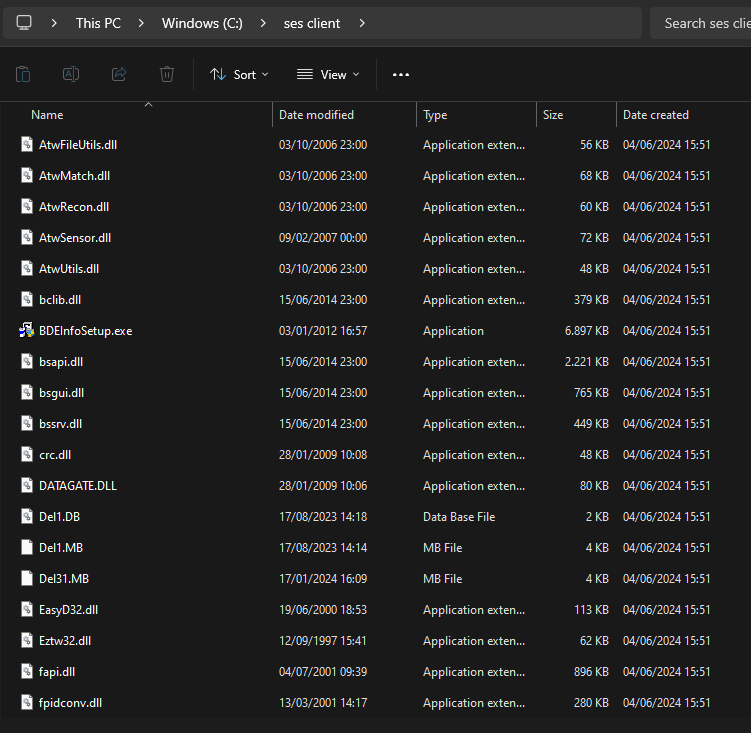 This PC > Windows (C:) > ses client >
Search ses clie
Sort View ...
Name Date modified Type Size Date created
AtwFileUtils.dll 03/10/2006 23:00 Application exten... 56 KB 04/06/2024 15:51
AtwMatch.dll 03/10/2006 23:00 Application exten... 68 KB 04/06/2024 15:51
AtwRecon.dll 03/10/2006 23:00 Application exten... 60 KB 04/06/2024 15:51
AtwSensor.dll 09/02/2007 00:00 Application exten... 72 KB 04/06/2024 15:51
AtwUtils.dll 03/10/2006 23:00 Application exten... 48 KB 04/06/2024 15:51
bclib.dll 15/06/2014 23:00 Application exten... 379 KB 04/06/2024 15:51
BDEInfoSetup.exe 03/01/2012 16:57 Application 6.897 KB 04/06/2024 15:51
bsapi.dll 15/06/2014 23:00 Application exten... 2.221 KB 04/06/2024 15:51
bsgui.dll 15/06/2014 23:00 Application exten... 765 KB 04/06/2024 15:51
bssrv.dll 15/06/2014 23:00 Application exten... 449 KB 04/06/2024 15:51
crc.dll 28/01/2009 10:08 Application exten... 48 KB 04/06/2024 15:51
DATAGATE.DLL 28/01/2009 10:06 Application exten... 80 KB 04/06/2024 15:51
Del1.DB 17/08/2023 14:18 Data Base File 2 KB 04/06/2024 15:51
Del1.MB 17/08/2023 14:14 MB File 4 KB 04/06/2024 15:51
Del31.MB 17/01/2024 16:09 MB File 4 KB 04/06/2024 15:51
EasyD32.dll 19/06/2000 18:53 Application exten... 113 KB 04/06/2024 15:51
Eztw32.dll 12/09/1997 15:41 Application exten... 62 KB 04/06/2024 15:51
fapi.dll 04/07/2001 09:39 Application exten... 896 KB 04/06/2024 15:51
fpidconv.dll 13/03/2001 14:17 Application exten... 280 KB 04/06/2024 15:51